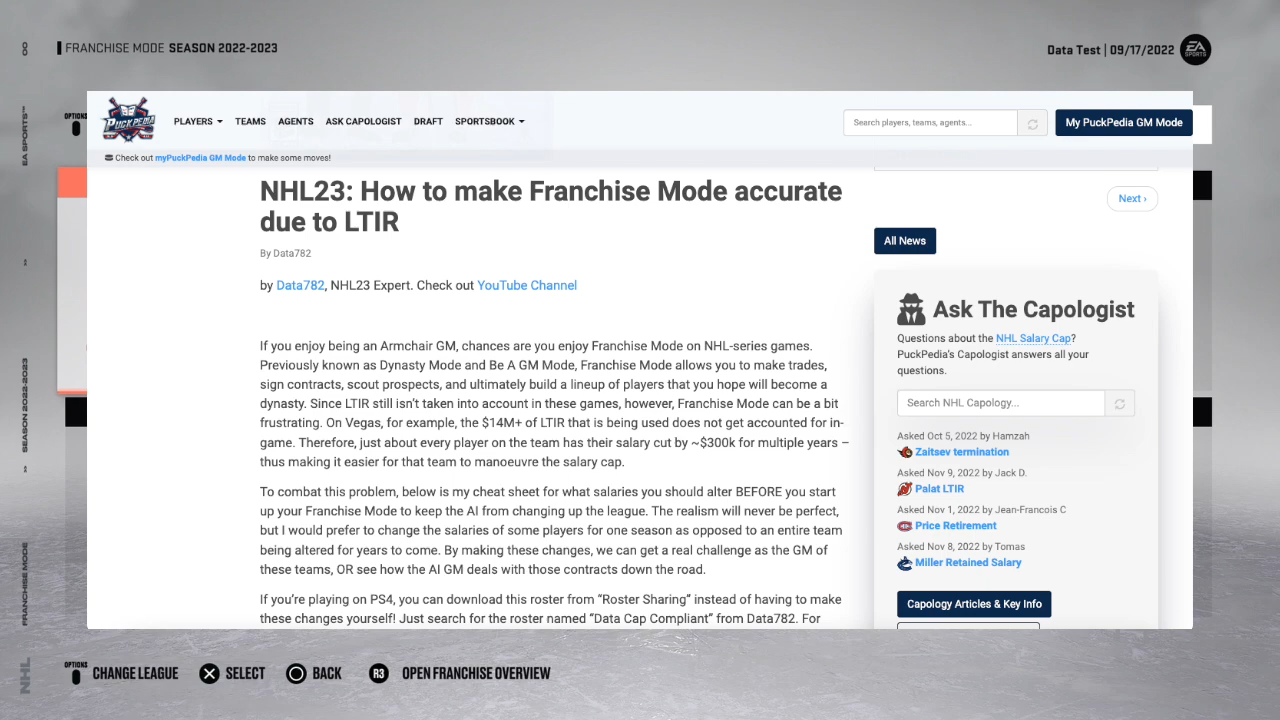 FRANCHISE MODE SEASON 2022-2023
Data Test | 09/17/2022
EA SPORTS
EA SPORTS™
SEASON 2022-2023
FRANCHISE MODE
NHL
OPTIONS
PUCKPEDIA
PLAYERS TEAMS AGENTS ASK CAPOLOGIST DRAFT SPORTSBOOK
Search players, teams, agents...
My PuckPedia GM Mode
Check out myPuckPedia GM Mode to make some moves!
NHL23: How to make Franchise Mode accurate
due to LTIR
By Data782
by Data782, NHL23 Expert. Check out YouTube Channel
If you enjoy being an Armchair GM, chances are you enjoy Franchise Mode on NHL-series games.
Previously known as Dynasty Mode and Be A GM Mode, Franchise Mode allows you to make trades,
sign contracts, scout prospects, and ultimately build a lineup of players that you hope will become a
dynasty. Since LTIR still isn't taken into account in these games, however, Franchise Mode can be a bit
frustrating. On Vegas, for example, the $14M+ of LTIR that is being used does not get accounted for in-
game. Therefore, just about every player on the team has their salary cut by ~$300k for multiple years –
thus making it easier for that team to manoeuvre the salary cap.
To combat this problem, below is my cheat sheet for what salaries you should alter BEFORE you start
up your Franchise Mode to keep the AI from changing up the league. The realism will never be perfect,
but I would prefer to change the salaries of some players for one season as opposed to an entire team
being altered for years to come. By making these changes, we can get a real challenge as the GM of
these teams, OR see how the AI GM deals with those contracts down the road.
If you're playing on PS4, you can download this roster from “Roster Sharing” instead of having to make
these changes yourself! Just search for the roster named “Data Cap Compliant” from Data782. For
Next ›
All News
Ask The Capologist
Questions about the NHL Salary Cap?
PuckPedia's Capologist answers all your
questions.
Search NHL Capology...
Asked Oct 5, 2022 by Hamzah
Zaitsev termination
Asked Nov 9, 2022 by Jack D.
Palat LTIR
Asked Nov 1, 2022 by Jean-Francois C
Price Retirement
Asked Nov 8, 2022 by Tomas
Miller Retained Salary
Capology Articles & Key Info
OPTIONS CHANGE LEAGUE SELECT BACK R3 OPEN FRANCHISE OVERVIEW